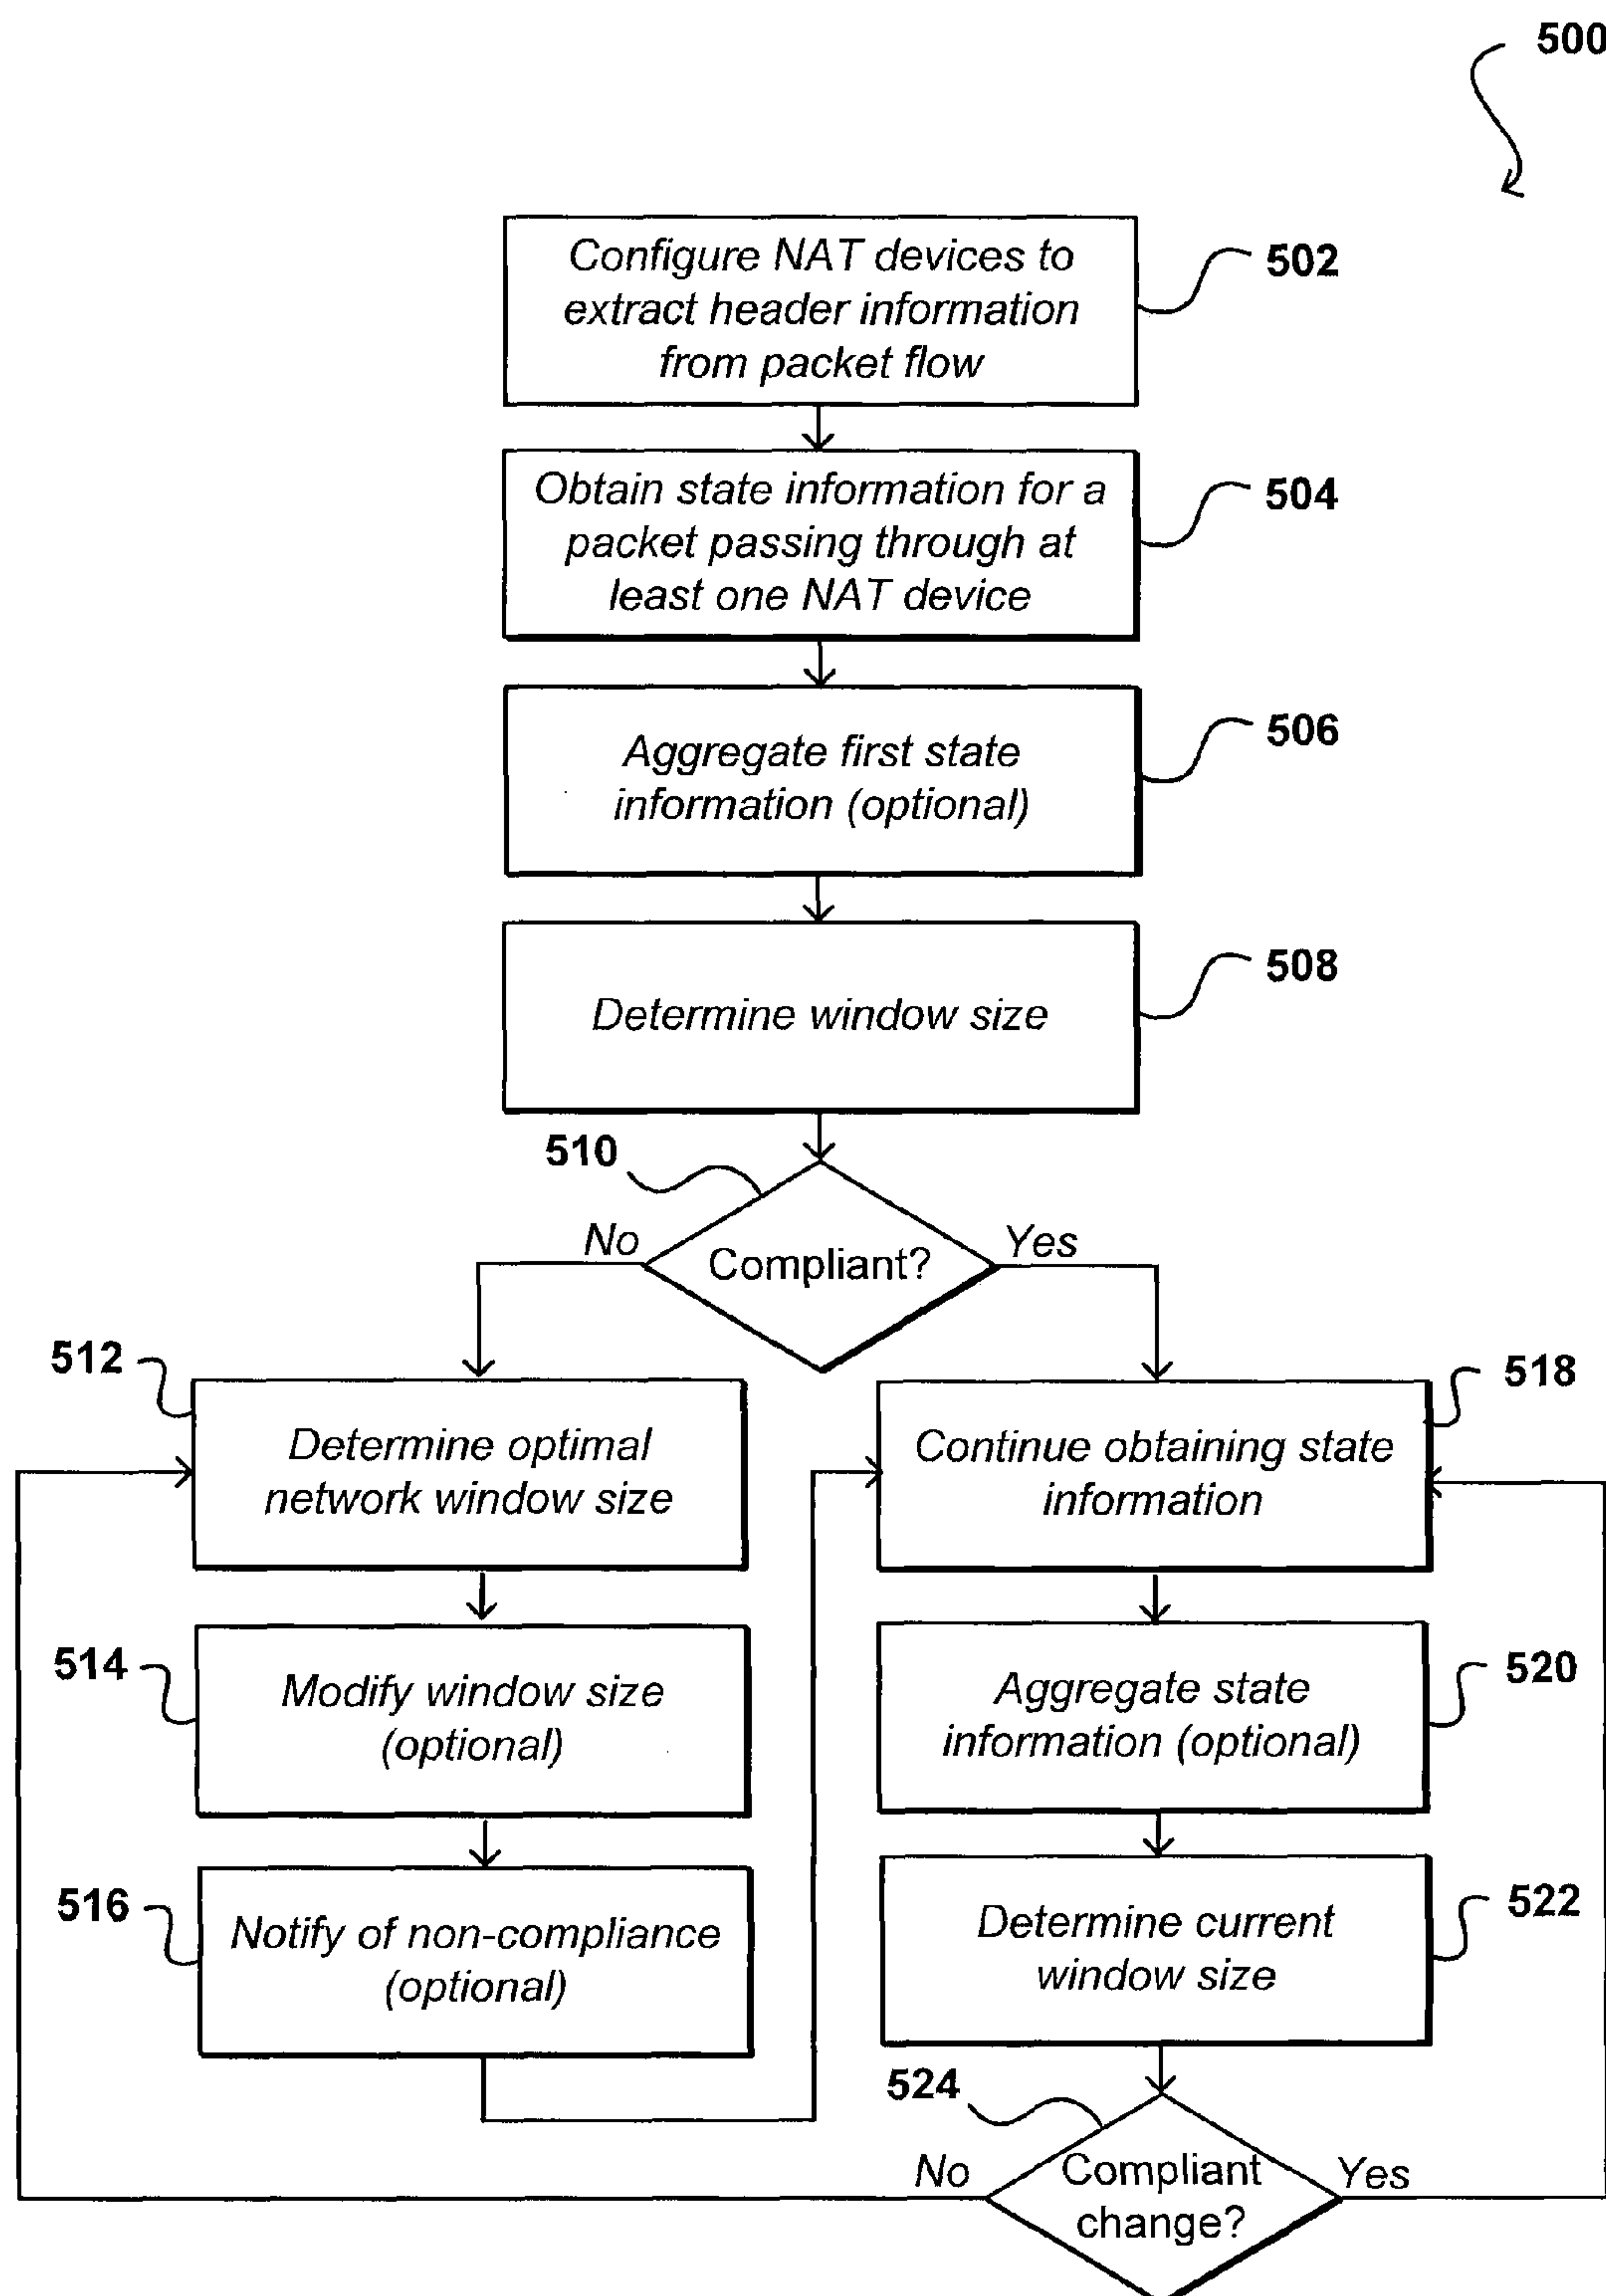 500
Configure NAT devices to
extract header information
from packet flow
502
Obtain state information for a
packet passing through at
least one NAT device
504
Aggregate first state
information (optional)
506
Determine window size
508
510
No
Compliant?
Yes
512
Determine optimal
network window size
518
Continue obtaining state
information
514
Modify window size
(optional)
520
Aggregate state
information (optional)
516
Notify of non-compliance
(optional)
522
Determine current
window size
524
No
Compliant
change?
Yes